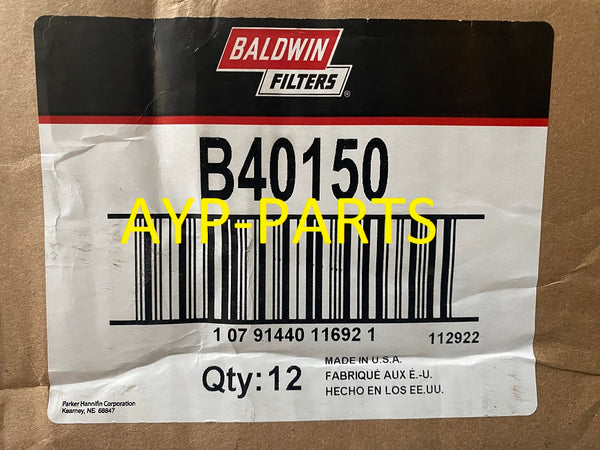 BALDWIN
FILTERS®
B40150
AYP-PARTS
1 07 91440 11692 1
112922
Qty: 12
MADE IN U.S.A.
FABRIQUÉ AUX É.-U.
HECHO EN LOS EE.UU.
Parker Hannifin Corporation
Kearney, NE 68847